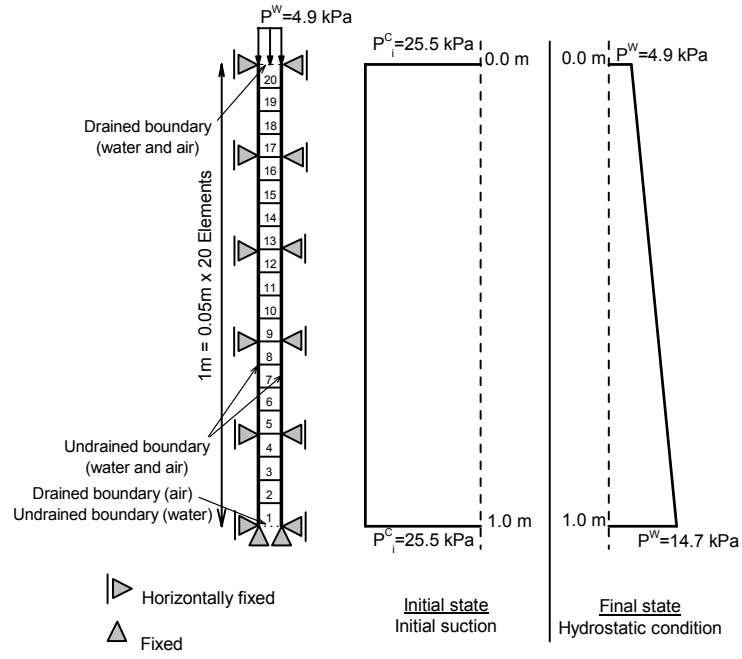 P^W=4.9 kPa
Drained boundary
(water and air)
1m = 0.05m x 20 Elements
20
19
18
17
16
15
14
13
12
11
10
9
8
7
6
5
4
3
2
1
Undrained boundary
(water and air)
Drained boundary (air)
Undrained boundary (water)
Horizontally fixed
Fixed
P^C_i=25.5 kPa
0.0 m
1.0 m
P^C_i=25.5 kPa
Initial state
Initial suction
0.0 m
P^W=4.9 kPa
1.0 m
P^W=14.7 kPa
Final state
Hydrostatic condition